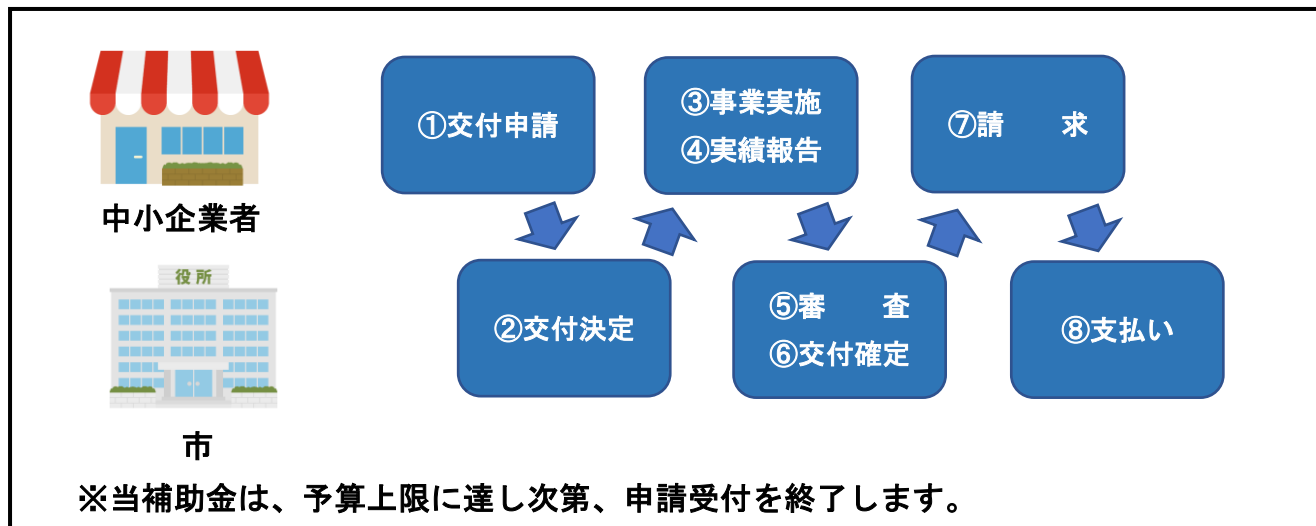 ①交付申請
③事業実施
④実績報告
⑦請　　求
中小企業者
役所
②交付決定
⑤審　　査
⑥交付確定
⑧支払い
市
※当補助金は、予算上限に達し次第、申請受付を終了します。